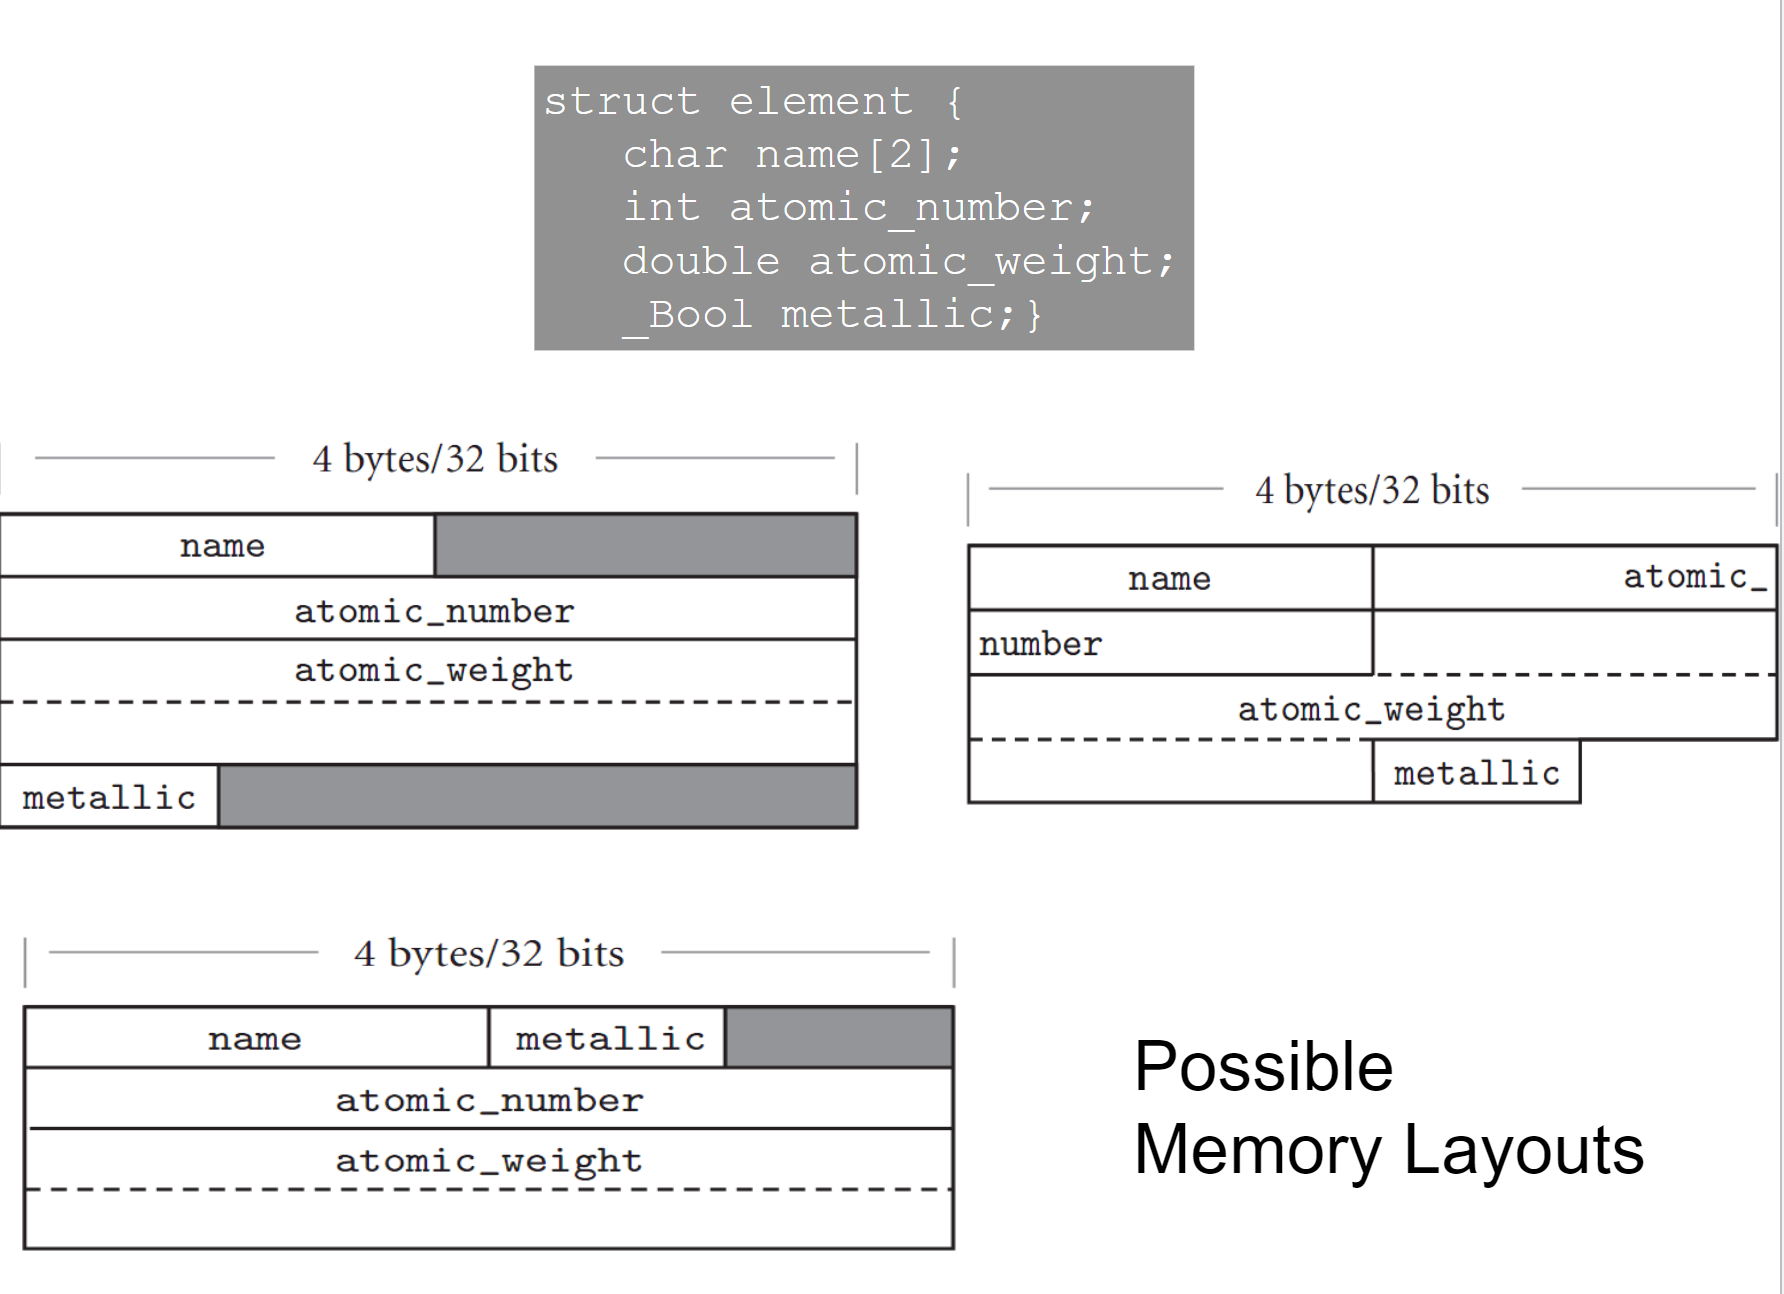 struct element {
char name[2];
int atomic_number;
double atomic_weight;
_Bool metallic;}
4 bytes/32 bits
name
atomic_number
atomic_weight
metallic
4 bytes/32 bits
name atomic_
number
atomic_weight
metallic
4 bytes/32 bits
name metallic
atomic_number
atomic_weight
Possible
Memory Layouts